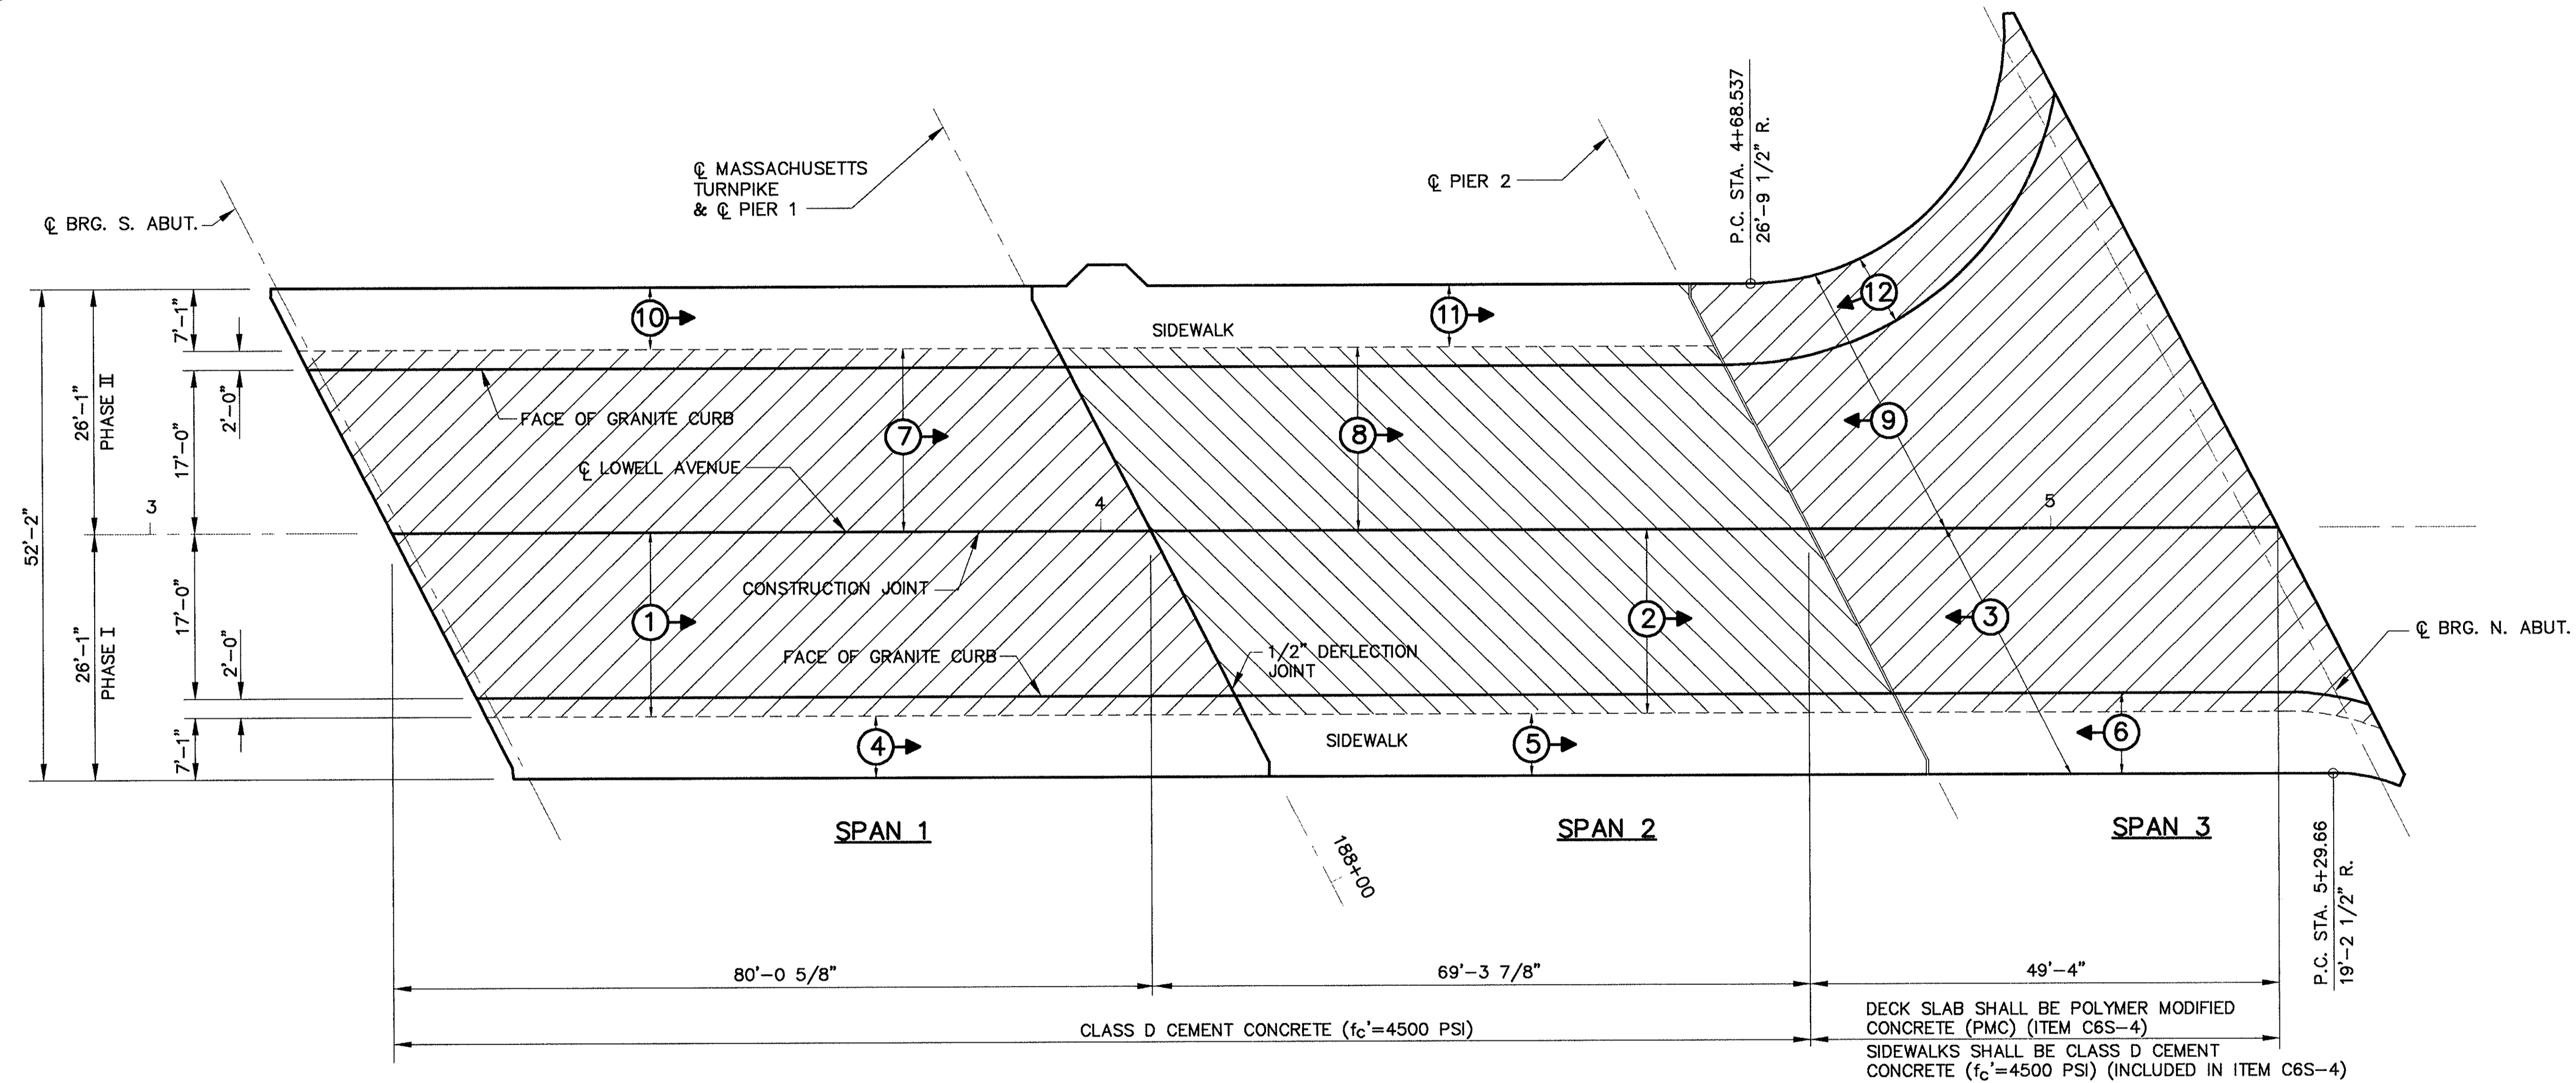 P.C. STA. 4+68.537
26'-9 1/2" R.
℄ MASSACHUSETTS
TURNPIKE
& ℄ PIER 1
℄ PIER 2
℄ BRG. S. ABUT.
12
10
11
SIDEWALK
7'-1"
2'-0"
26'-1"
PHASE II
17'-0"
FACE OF GRANITE CURB
7
8
9
℄ LOWELL AVENUE
3
4
5
52'-2"
CONSTRUCTION JOINT
1
2
3
17'-0"
26'-1"
PHASE I
2'-0"
7'-1"
FACE OF GRANITE CURB
1/2" DEFLECTION
JOINT
℄ BRG. N. ABUT.
4
SIDEWALK
5
6
SPAN 1
SPAN 2
SPAN 3
188+00
P.C. STA. 5+29.66
19'-2 1/2" R.
80'-0 5/8"
69'-3 7/8"
49'-4"
CLASS D CEMENT CONCRETE (fc'=4500 PSI)
DECK SLAB SHALL BE POLYMER MODIFIED
CONCRETE (PMC) (ITEM C6S-4)
SIDEWALKS SHALL BE CLASS D CEMENT
CONCRETE (fc'=4500 PSI) (INCLUDED IN ITEM C6S-4)